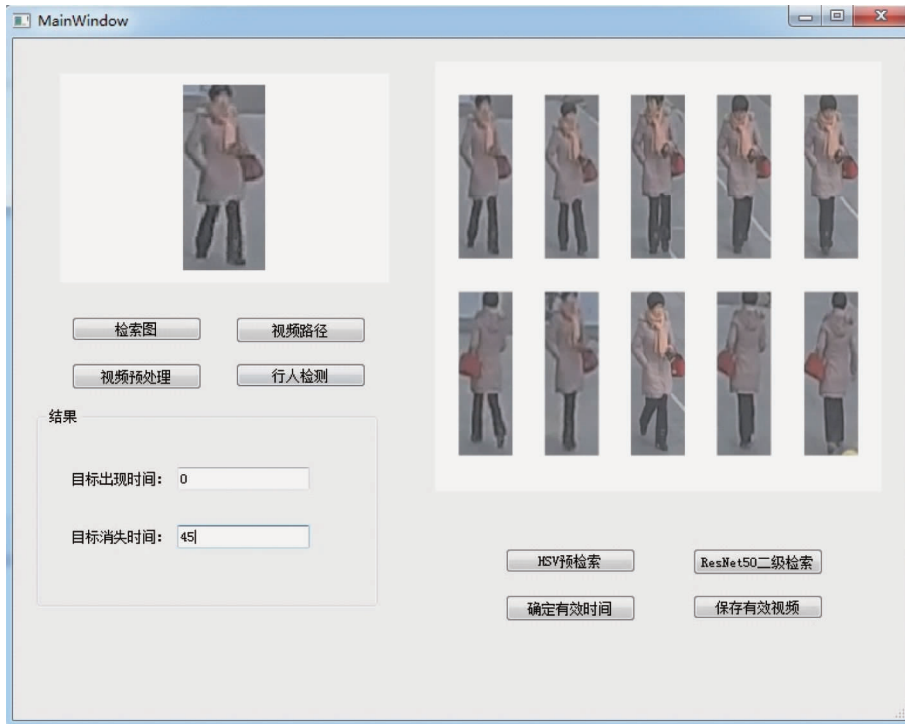 MainWindow
检索图
视频路径
视频预处理
行人检测
结果
目标出现时间: 0
目标消失时间: 45
HSV预检索
ResNet50二级检索
确定有效时间
保存有效视频